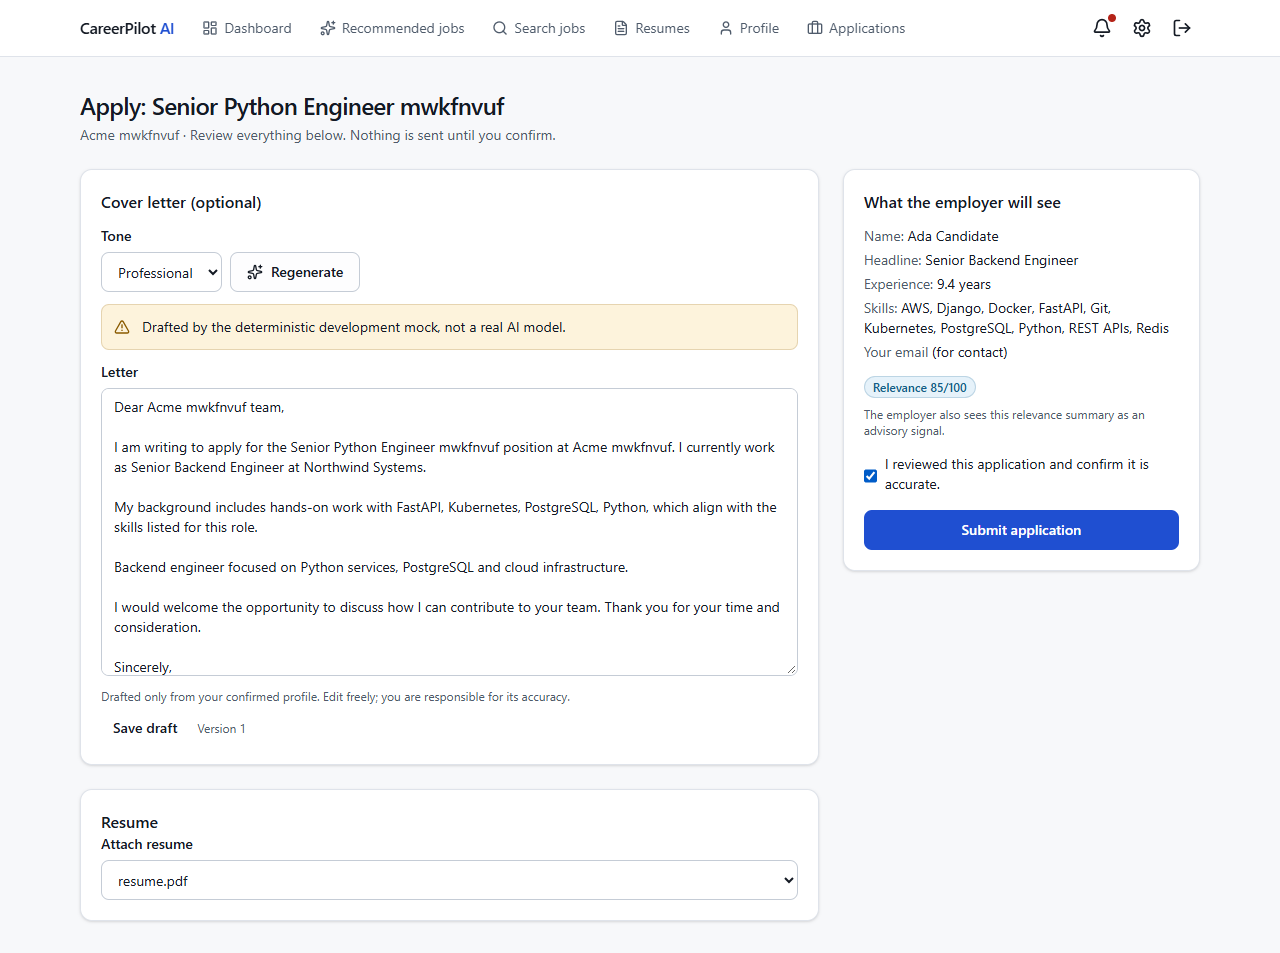 CareerPilot AI
Dashboard
Recommended jobs
Search jobs
Resumes
Profile
Applications
Apply: Senior Python Engineer mwkfnvuf
Acme mwkfnvuf · Review everything below. Nothing is sent until you confirm.
Cover letter (optional)
Tone
Professional
Regenerate
Drafted by the deterministic development mock, not a real AI model.
Letter
Dear Acme mwkfnvuf team,
I am writing to apply for the Senior Python Engineer mwkfnvuf position at Acme mwkfnvuf. I currently work
as Senior Backend Engineer at Northwind Systems.
My background includes hands-on work with FastAPI, Kubernetes, PostgreSQL, Python, which align with the
skills listed for this role.
Backend engineer focused on Python services, PostgreSQL and cloud infrastructure.
I would welcome the opportunity to discuss how I can contribute to your team. Thank you for your time and
consideration.
Sincerely,
Drafted only from your confirmed profile. Edit freely; you are responsible for its accuracy.
Save draft
Version 1
Resume
Attach resume
resume.pdf
What the employer will see
Name: Ada Candidate
Headline: Senior Backend Engineer
Experience: 9.4 years
Skills: AWS, Django, Docker, FastAPI, Git,
Kubernetes, PostgreSQL, Python, REST APIs, Redis
Your email (for contact)
Relevance 85/100
The employer also sees this relevance summary as an
advisory signal.
I reviewed this application and confirm it is
accurate.
Submit application